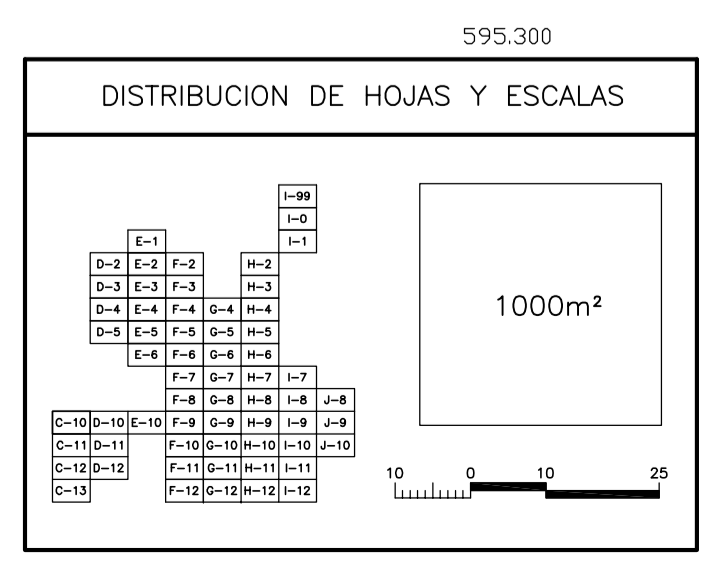 595.300
DISTRIBUCION DE HOJAS Y ESCALAS
I-99
I-0
E-1 I-1
D-2 E-2 F-2 H-2
D-3 E-3 F-3 H-3
D-4 E-4 F-4 G-4 H-4
D-5 E-5 F-5 G-5 H-5
E-6 F-6 G-6 H-6
F-7 G-7 H-7 I-7
F-8 G-8 H-8 I-8 J-8
C-10 D-10 E-10 F-9 G-9 H-9 I-9 J-9
C-11 D-11 F-10 G-10 H-10 I-10 J-10
C-12 D-12 F-11 G-11 H-11 I-11
C-13 F-12 G-12 H-12 I-12
1000m²
10 0 10 25